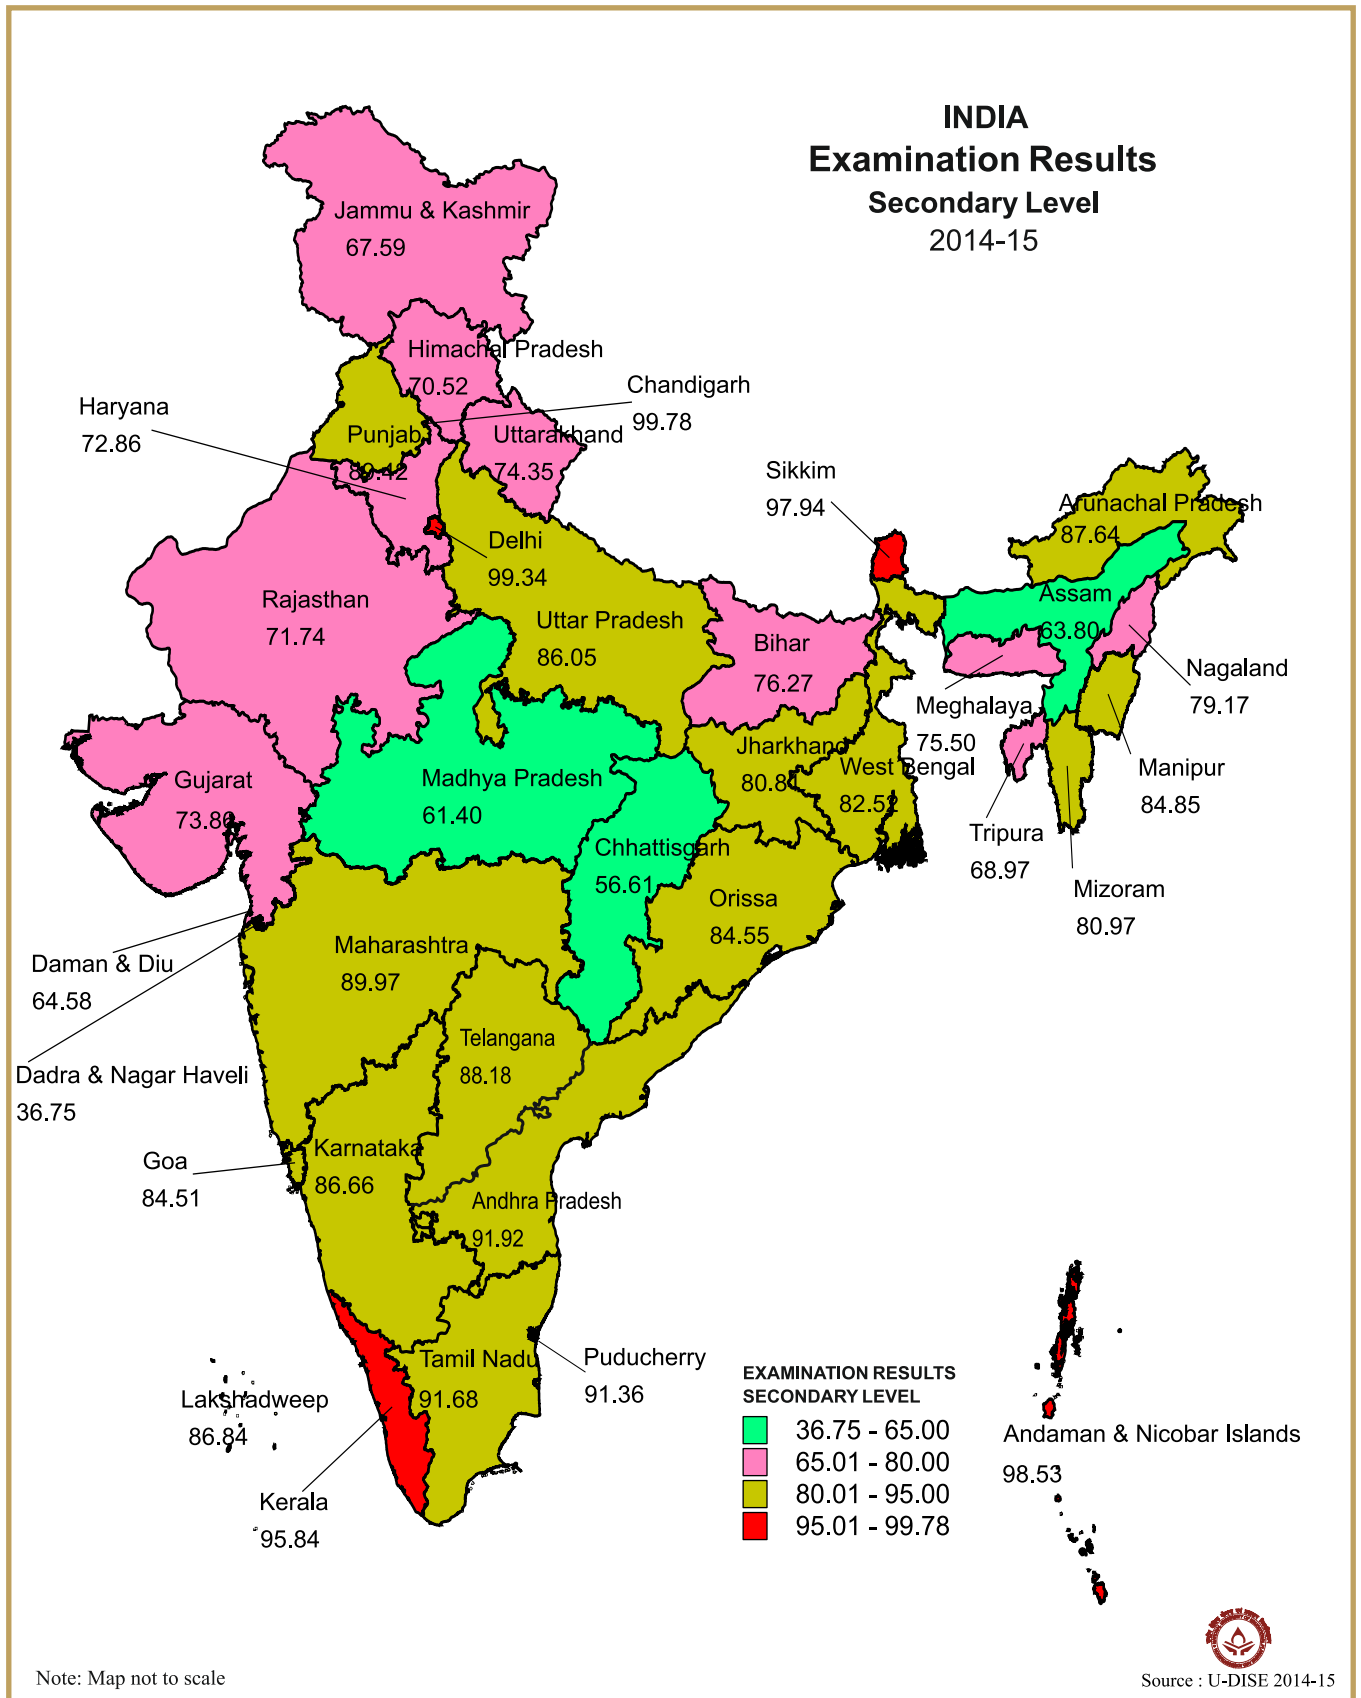 INDIA
Examination Results
Secondary Level
2014-15
Jammu & Kashmir
67.59
Himachal Pradesh
70.52
Chandigarh
99.78
Haryana
72.86
Punjab
89.42
Uttarakhand
74.35
Sikkim
97.94
Arunachal Pradesh
87.64
Delhi
99.34
Rajasthan
71.74
Uttar Pradesh
86.05
Bihar
76.27
Assam
63.80
Nagaland
79.17
Meghalaya
75.50
Jharkhand
80.81
West Bengal
82.52
Manipur
84.85
Gujarat
73.86
Madhya Pradesh
61.40
Tripura
68.97
Chhattisgarh
56.61
Mizoram
80.97
Orissa
84.55
Maharashtra
89.97
Daman & Diu
64.58
Telangana
88.18
Dadra & Nagar Haveli
36.75
Karnataka
86.66
Goa
84.51
Andhra Pradesh
91.92
Tamil Nadu
91.68
Puducherry
91.36
Lakshadweep
86.84
Kerala
95.84
EXAMINATION RESULTS
SECONDARY LEVEL
36.75 - 65.00
65.01 - 80.00
80.01 - 95.00
95.01 - 99.78
Andaman & Nicobar Islands
98.53
Note: Map not to scale
Source : U-DISE 2014-15